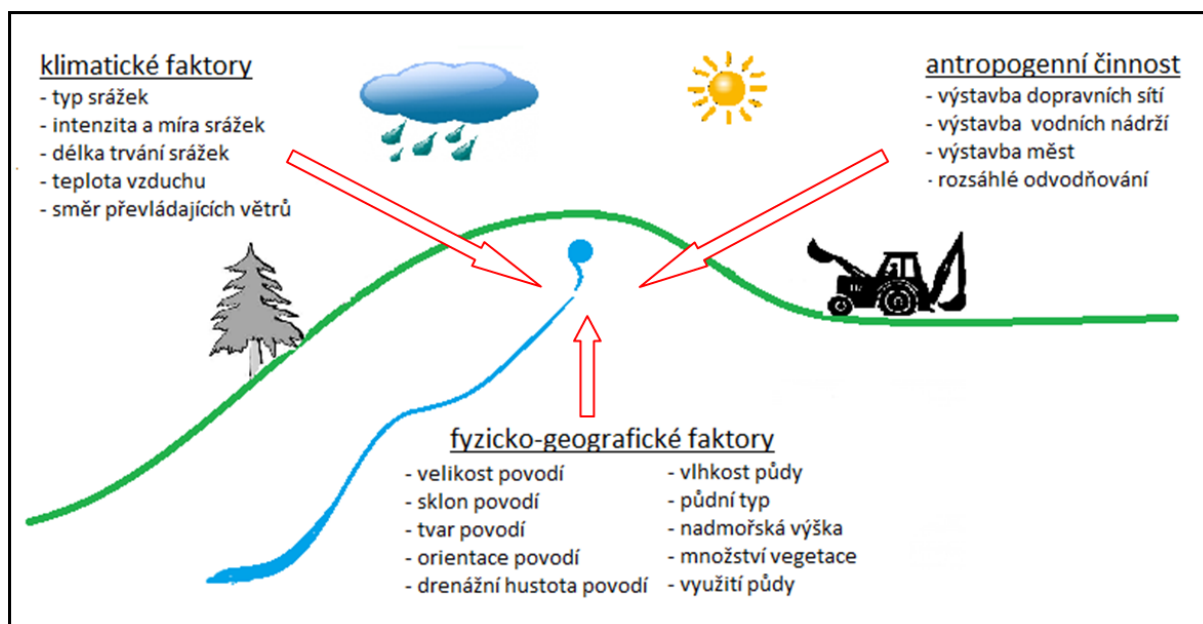 klimatické faktory
- typ srážek
- intenzita a míra srážek
- délka trvání srážek
- teplota vzduchu
- směr převládajících větrů
antropogenní činnost
- výstavba dopravních sítí
- výstavba  vodních nádrží
- výstavba měst
- rozsáhlé odvodňování
fyzicko-geografické faktory
- velikost povodí
- sklon povodí
- tvar povodí
- orientace povodí
- drenážní hustota povodí
- vlhkost půdy
- půdní typ
- nadmořská výška
- množství vegetace
- využití půdy